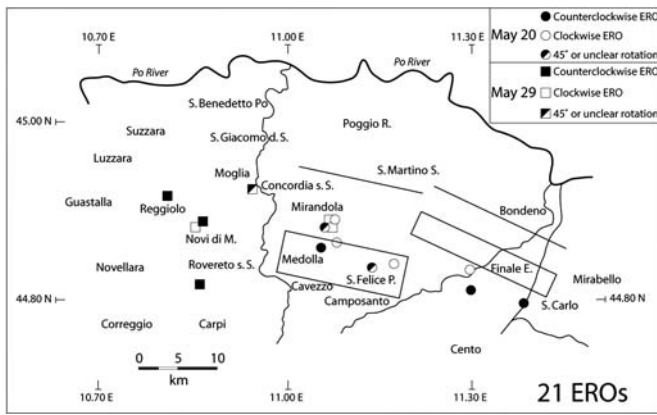 10.70 E
11.00 E
11.30 E
May 20
Counterclockwise ERO
Clockwise ERO
45° or unclear rotation
May 29
Counterclockwise ERO
Clockwise ERO
45° or unclear rotation
Po River
Po River
S. Benedetto Po
45.00 N
Suzzara
S. Giacomo d. S.
Poggio R.
Luzzara
Moglia
S. Martino S.
Concordia s. S.
Guastalla
Reggiolo
Mirandola
Bondeno
Novi di M.
Novellara
Rovereto s. S.
Medolla
S. Felice P.
Finale E.
Mirabello
Cavezzo
Camposanto
S. Carlo
44.80 N
44.80 N
Correggio
Carpi
Cento
0 5 10
km
10.70 E
11.00 E
11.30 E
21 EROs